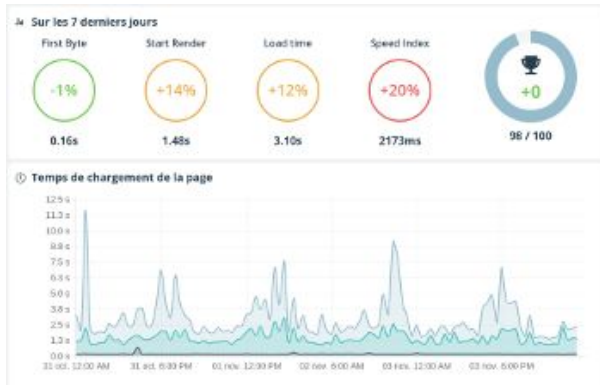 Sur les 7 derniers jours
First Byte Start Render Load time Speed Index
-1% +14% +12% +20% +0
0.16s 1.48s 3.10s 2173ms 98 / 100
Temps de chargement de la page
12.5 s
11.3 s
10.0 s
8.8 s
7.5 s
6.3 s
5.0 s
3.8 s
2.5 s
1.3 s
0.0 s
31 oct. 12:00 AM 31 oct. 6:00 PM 01 nov. 12:00 PM 02 nov. 6:00 AM 03 nov. 12:00 AM 03 nov. 6:00 PM